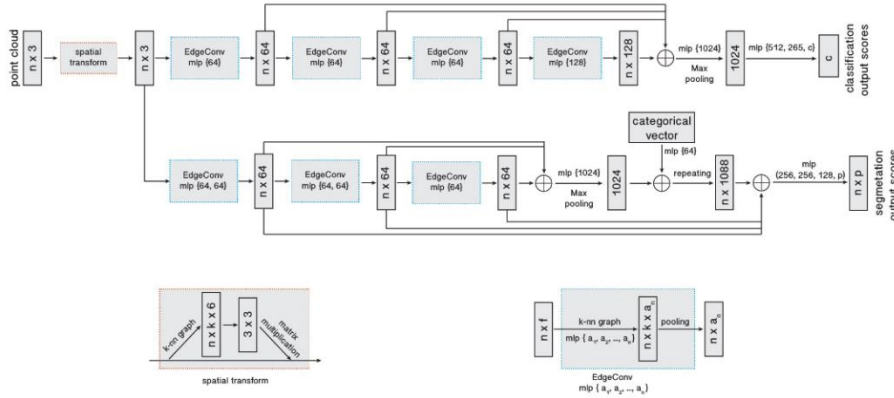 point cloud
n x 3
spatial
transform
n x 3
EdgeConv
mlp {64}
n x 64
EdgeConv
mlp {64}
n x 64
EdgeConv
mlp {64}
n x 64
EdgeConv
mlp {128}
n x 128
mlp {1024}
Max
pooling
1024
mlp {512, 265, c}
c
classification
output scores
EdgeConv
mlp {64, 64}
n x 64
EdgeConv
mlp {64, 64}
n x 64
EdgeConv
mlp {64}
n x 64
mlp {1024}
Max
pooling
1024
categorical
vector
mlp {64}
repeating
n x 1088
mlp
(256, 256, 128, p}
n x p
segmetation
output scores
k-nn graph
n x k x 6
3 x 3
matrix
multiplication
spatial transform
n x f
k-nn graph
mlp { a₁, a₂, .., aₙ}
n x k x aₙ
pooling
n x aₙ
EdgeConv
mlp { a₁, a₂, .., aₙ}